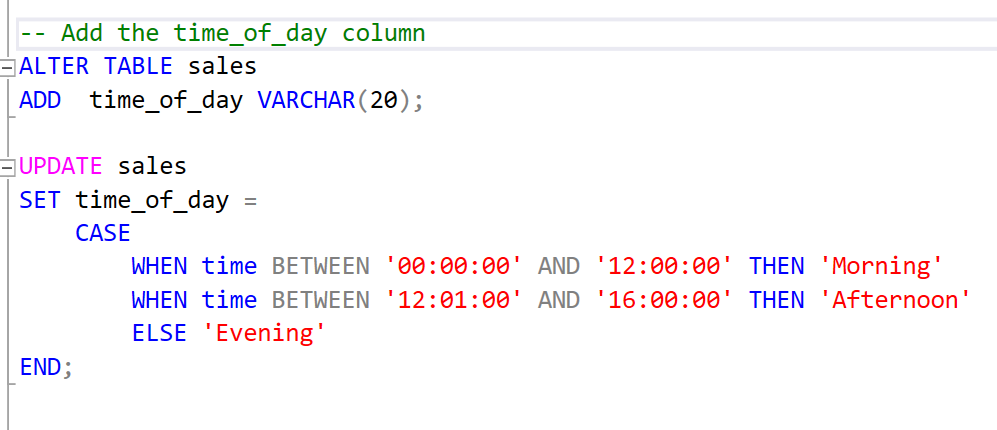 -- Add the time_of_day column
ALTER TABLE sales
ADD  time_of_day VARCHAR(20);
UPDATE sales
SET time_of_day =
    CASE
        WHEN time BETWEEN '00:00:00' AND '12:00:00' THEN 'Morning'
        WHEN time BETWEEN '12:01:00' AND '16:00:00' THEN 'Afternoon'
        ELSE 'Evening'
END;